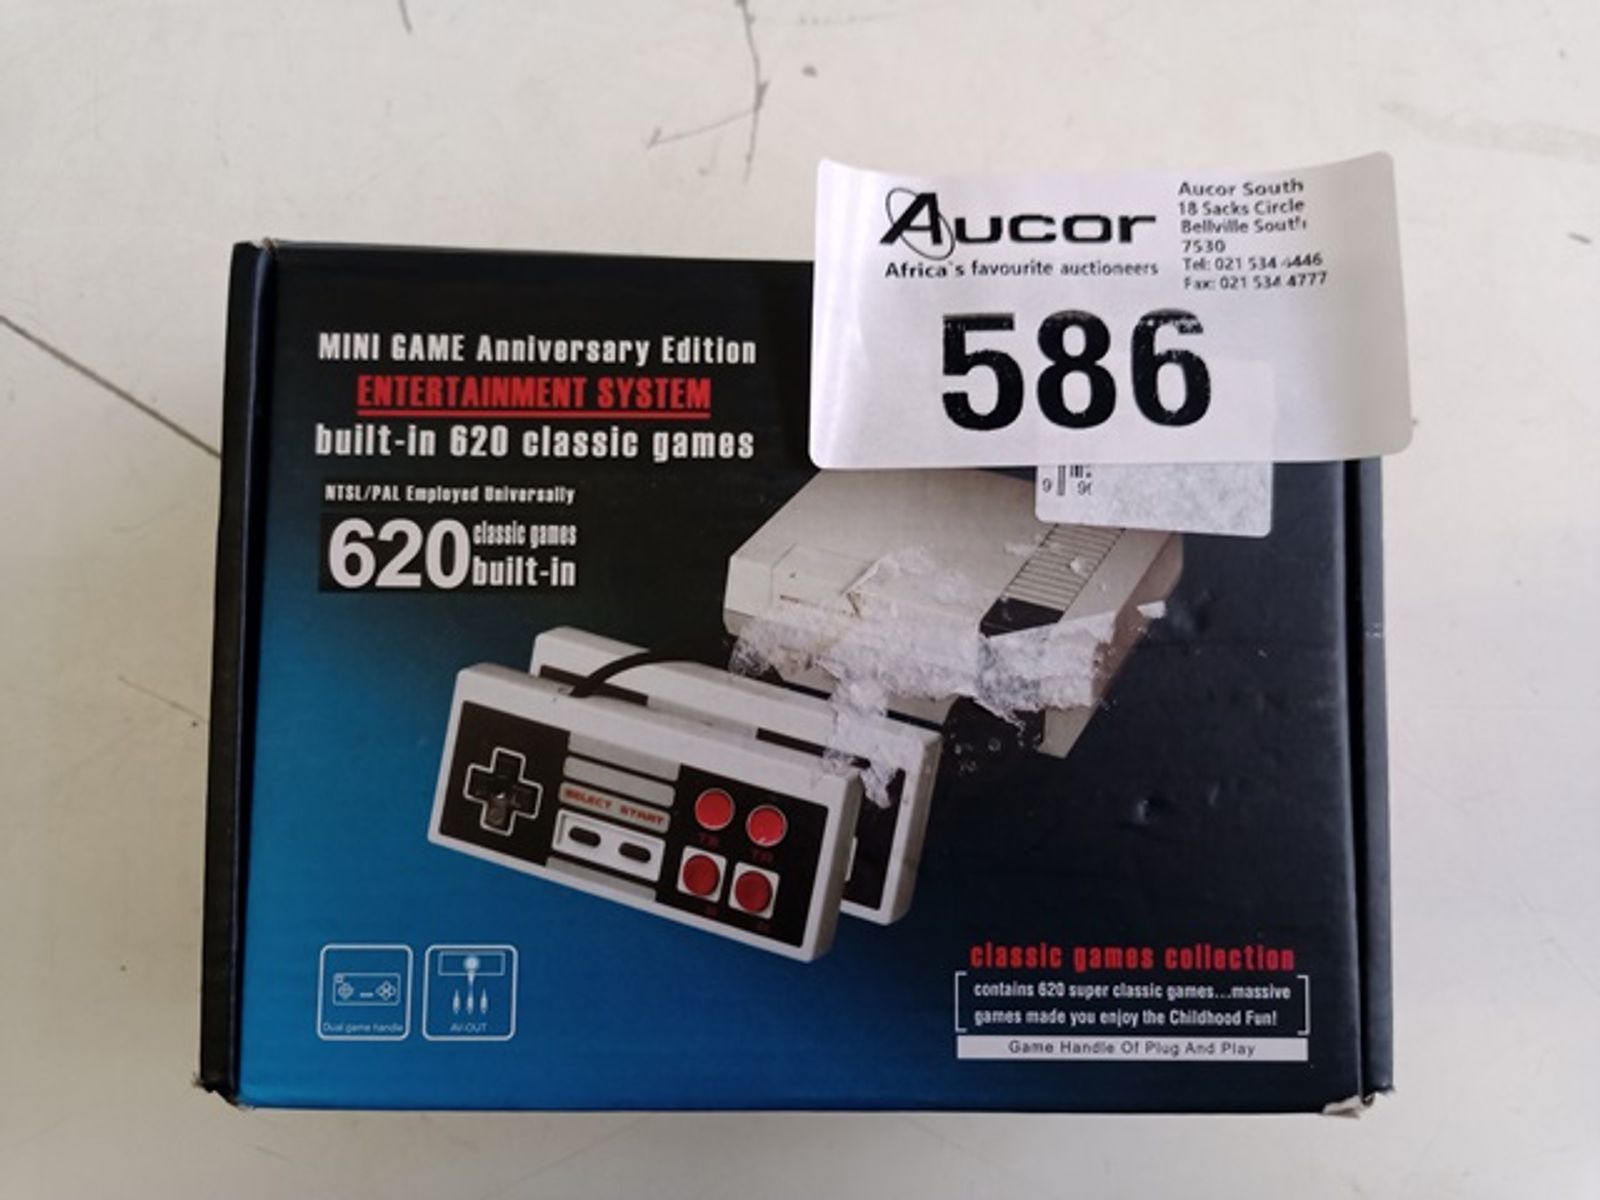 Aucor
Africa's favourite auctioneers
Aucor South
18 Sacks Circle
Bellville South
7530
Tel: 021 534 4446
Fax: 021 534 4777
586
MINI GAME Anniversary Edition
ENTERTAINMENT SYSTEM
built-in 620 classic games
NTSL/PAL Employed Universally
620 classic games
built-in
SELECT START
Dual game handle
AV-OUT
classic games collection
contains 620 super classic games...massive
games made you enjoy the Childhood Fun!
Game Handle Of Plug And Play